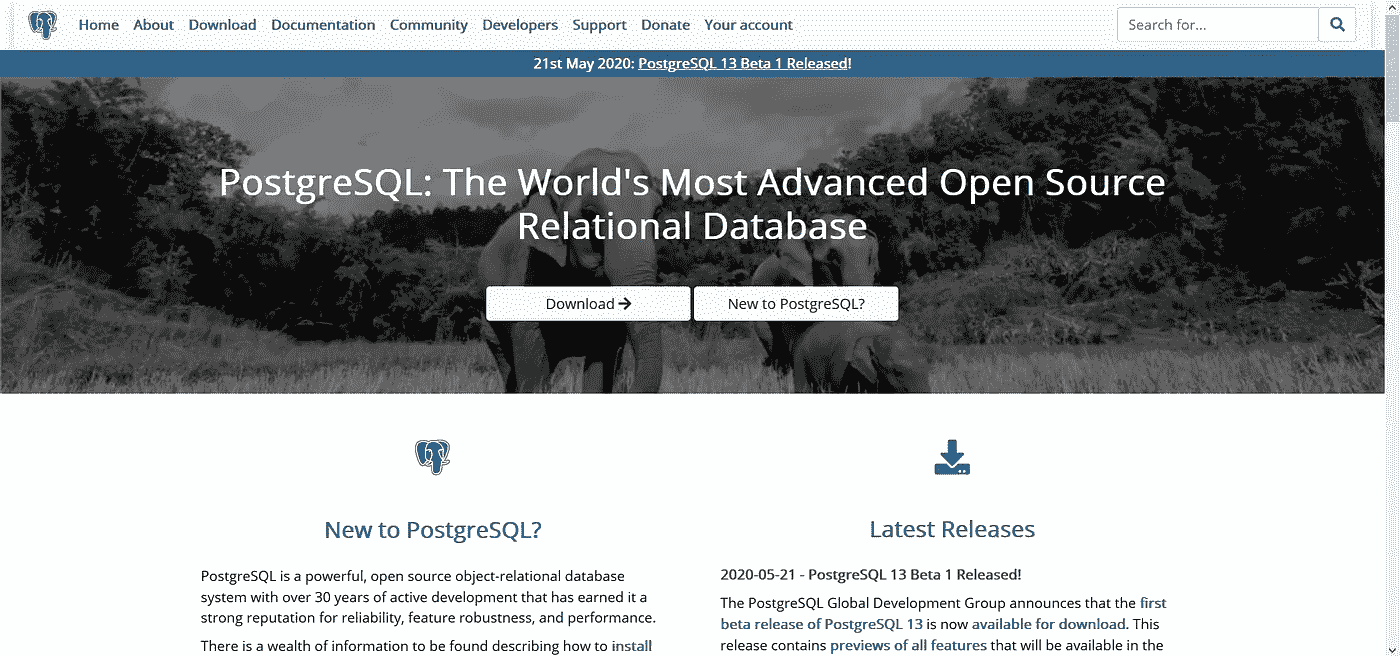 Home About Download Documentation Community Developers Support Donate Your account
Search for...
21st May 2020: PostgreSQL 13 Beta 1 Released!
PostgreSQL: The World's Most Advanced Open Source
Relational Database
Download
New to PostgreSQL?
New to PostgreSQL?
PostgreSQL is a powerful, open source object-relational database
system with over 30 years of active development that has earned it a
strong reputation for reliability, feature robustness, and performance.
There is a wealth of information to be found describing how to install
Latest Releases
2020-05-21 - PostgreSQL 13 Beta 1 Released!
The PostgreSQL Global Development Group announces that the first
beta release of PostgreSQL 13 is now available for download. This
release contains previews of all features that will be available in the